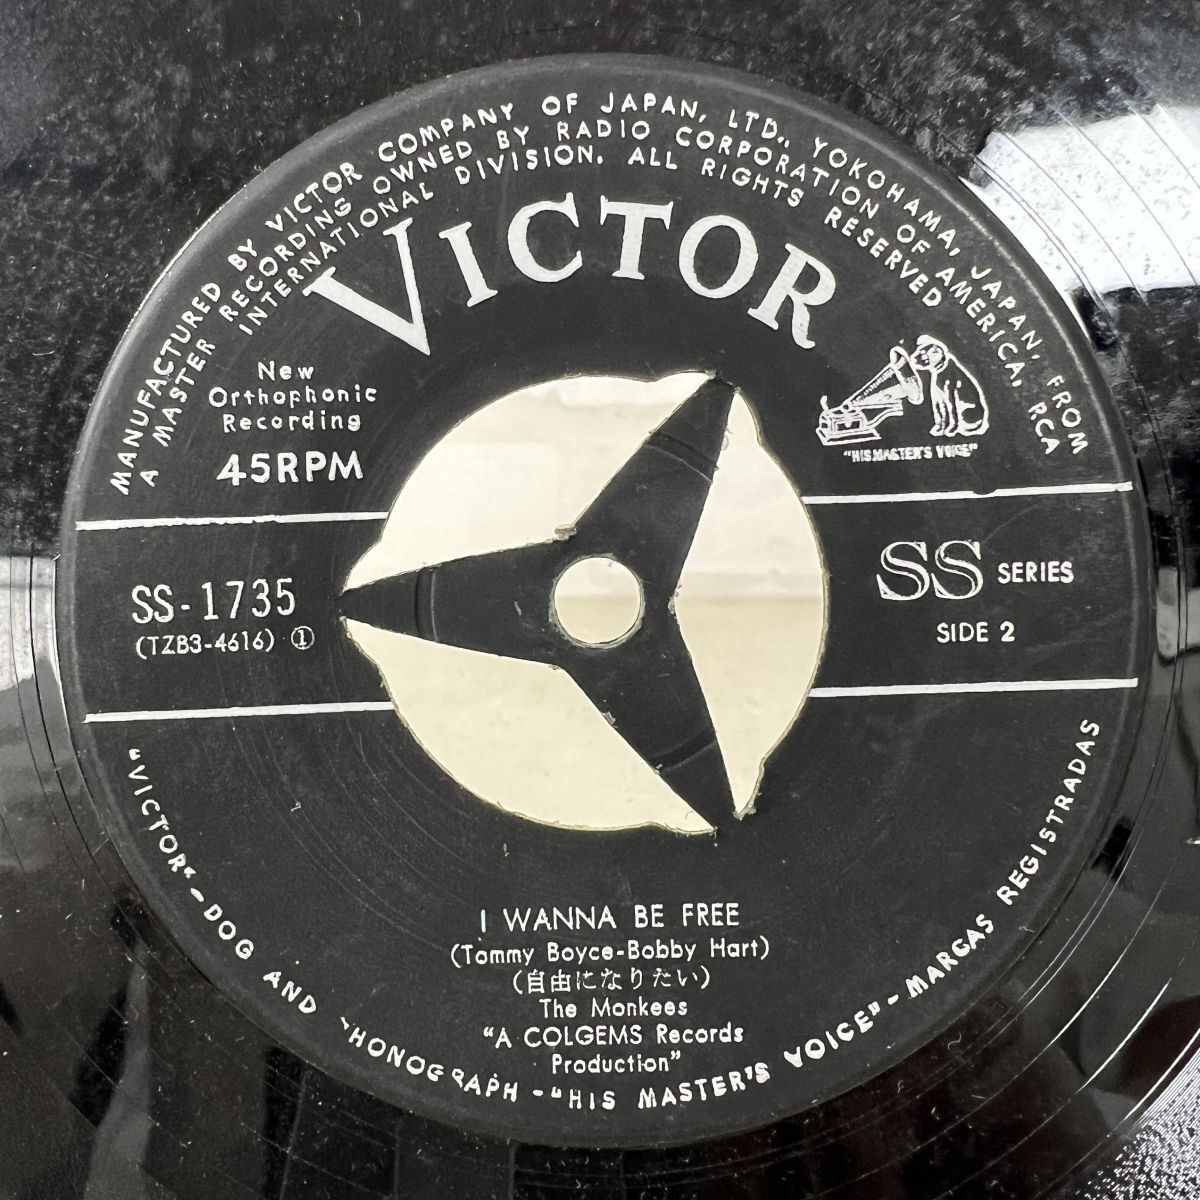 MANUFACTURED BY VICTOR COMPANY OF JAPAN, LTD., YOKOHAMA, JAPAN, FROM
A MASTER RECORDING OWNED BY RADIO CORPORATION OF AMERICA, RCA
INTERNATIONAL DIVISION. ALL RIGHTS RESERVED
VICTOR
New
Orthophonic
Recording
45RPM
"HIS MASTER'S VOICE"
SS-1735
(TZB3-4616) ①
SS SERIES
SIDE 2
I WANNA BE FREE
(Tommy Boyce-Bobby Hart)
(自由になりたい)
The Monkees
"A COLGEMS Records
Production"
"VICTOR"-DOG AND HONOGRAPH-"HIS MASTER'S VOICE"-MARGAS REGISTRADAS